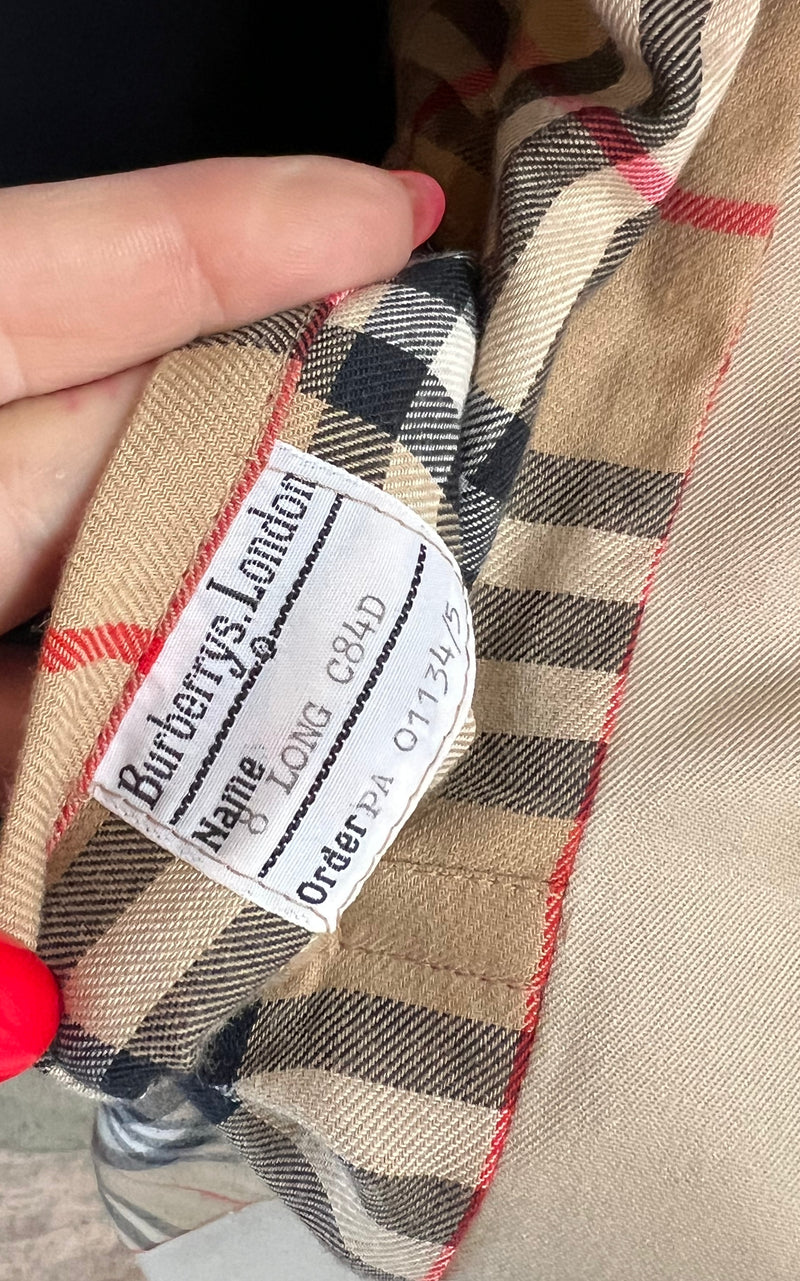 Burberrys. London
Name
8 LONG C84D
Order PA 01134/5